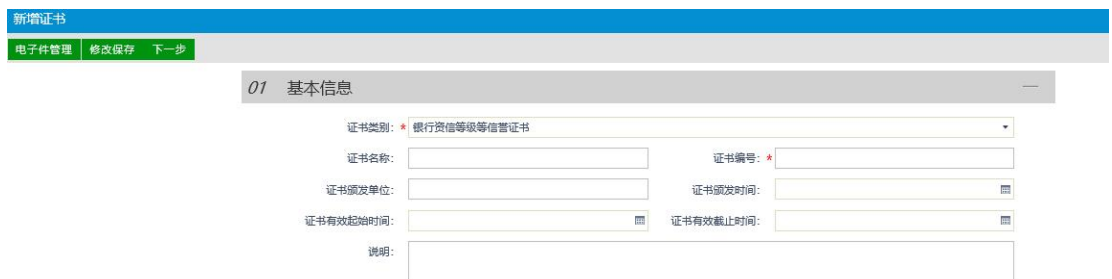 新增证书
电子件管理 修改保存 下一步
01 基本信息
证书类别：* 银行资信等级等信誉证书
证书名称： 证书编号：*
证书颁发单位： 证书颁发时间：
证书有效起始时间： 证书有效截止时间：
说明：